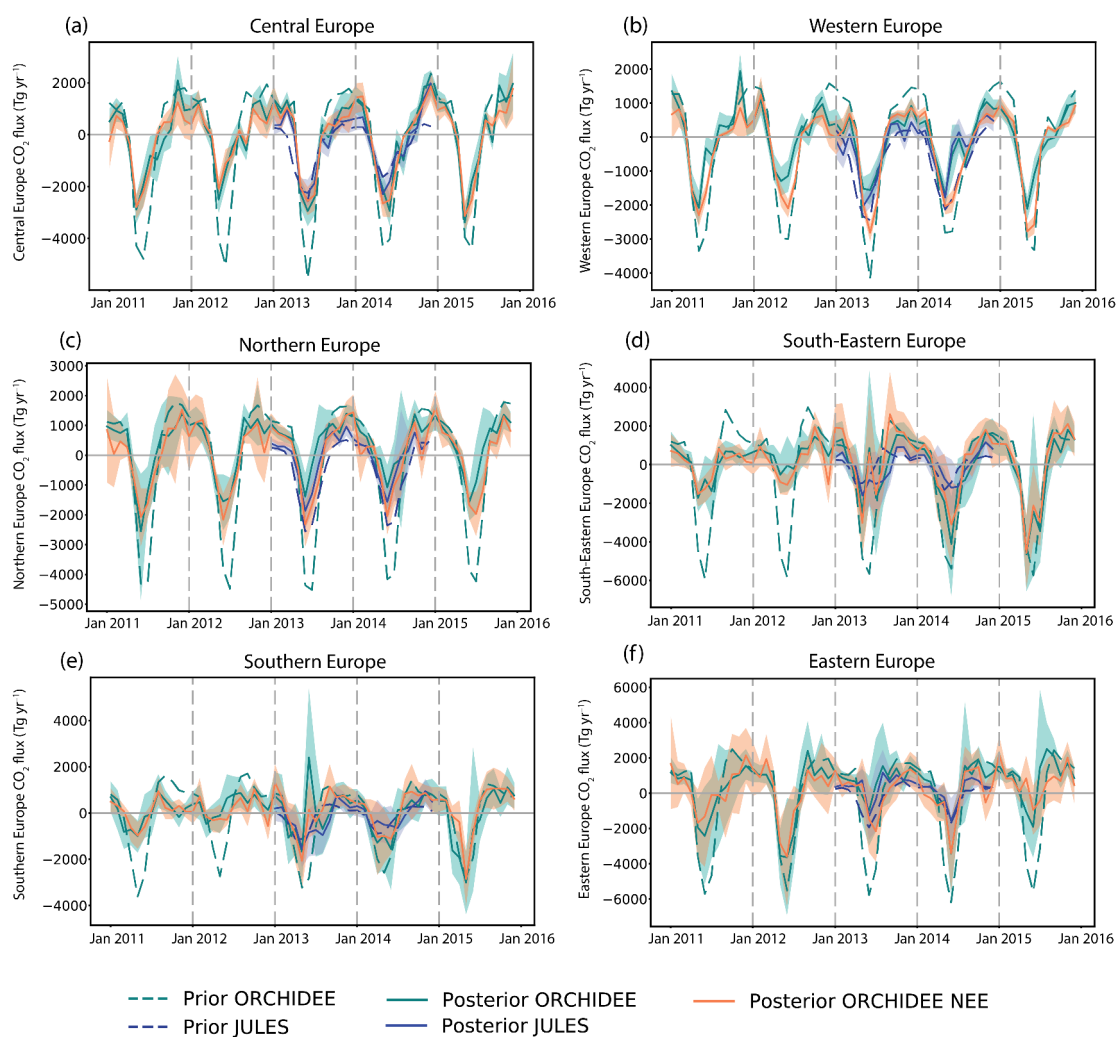 (a) Central Europe
Central Europe CO₂ flux (Tg yr⁻¹)
2000
0
−2000
−4000
Jan 2011 Jan 2012 Jan 2013 Jan 2014 Jan 2015 Jan 2016
(b) Western Europe
Western Europe CO₂ flux (Tg yr⁻¹)
2000
1000
0
−1000
−2000
−3000
−4000
Jan 2011 Jan 2012 Jan 2013 Jan 2014 Jan 2015 Jan 2016
(c) Northern Europe
Northern Europe CO₂ flux (Tg yr⁻¹)
3000
2000
1000
0
−1000
−2000
−3000
−4000
−5000
Jan 2011 Jan 2012 Jan 2013 Jan 2014 Jan 2015 Jan 2016
(d) South-Eastern Europe
South-Eastern Europe CO₂ flux (Tg yr⁻¹)
4000
2000
0
−2000
−4000
−6000
Jan 2011 Jan 2012 Jan 2013 Jan 2014 Jan 2015 Jan 2016
(e) Southern Europe
Southern Europe CO₂ flux (Tg yr⁻¹)
4000
2000
0
−2000
−4000
Jan 2011 Jan 2012 Jan 2013 Jan 2014 Jan 2015 Jan 2016
(f) Eastern Europe
Eastern Europe CO₂ flux (Tg yr⁻¹)
6000
4000
2000
0
−2000
−4000
−6000
Jan 2011 Jan 2012 Jan 2013 Jan 2014 Jan 2015 Jan 2016
Prior ORCHIDEE Posterior ORCHIDEE Posterior ORCHIDEE NEE
Prior JULES Posterior JULES